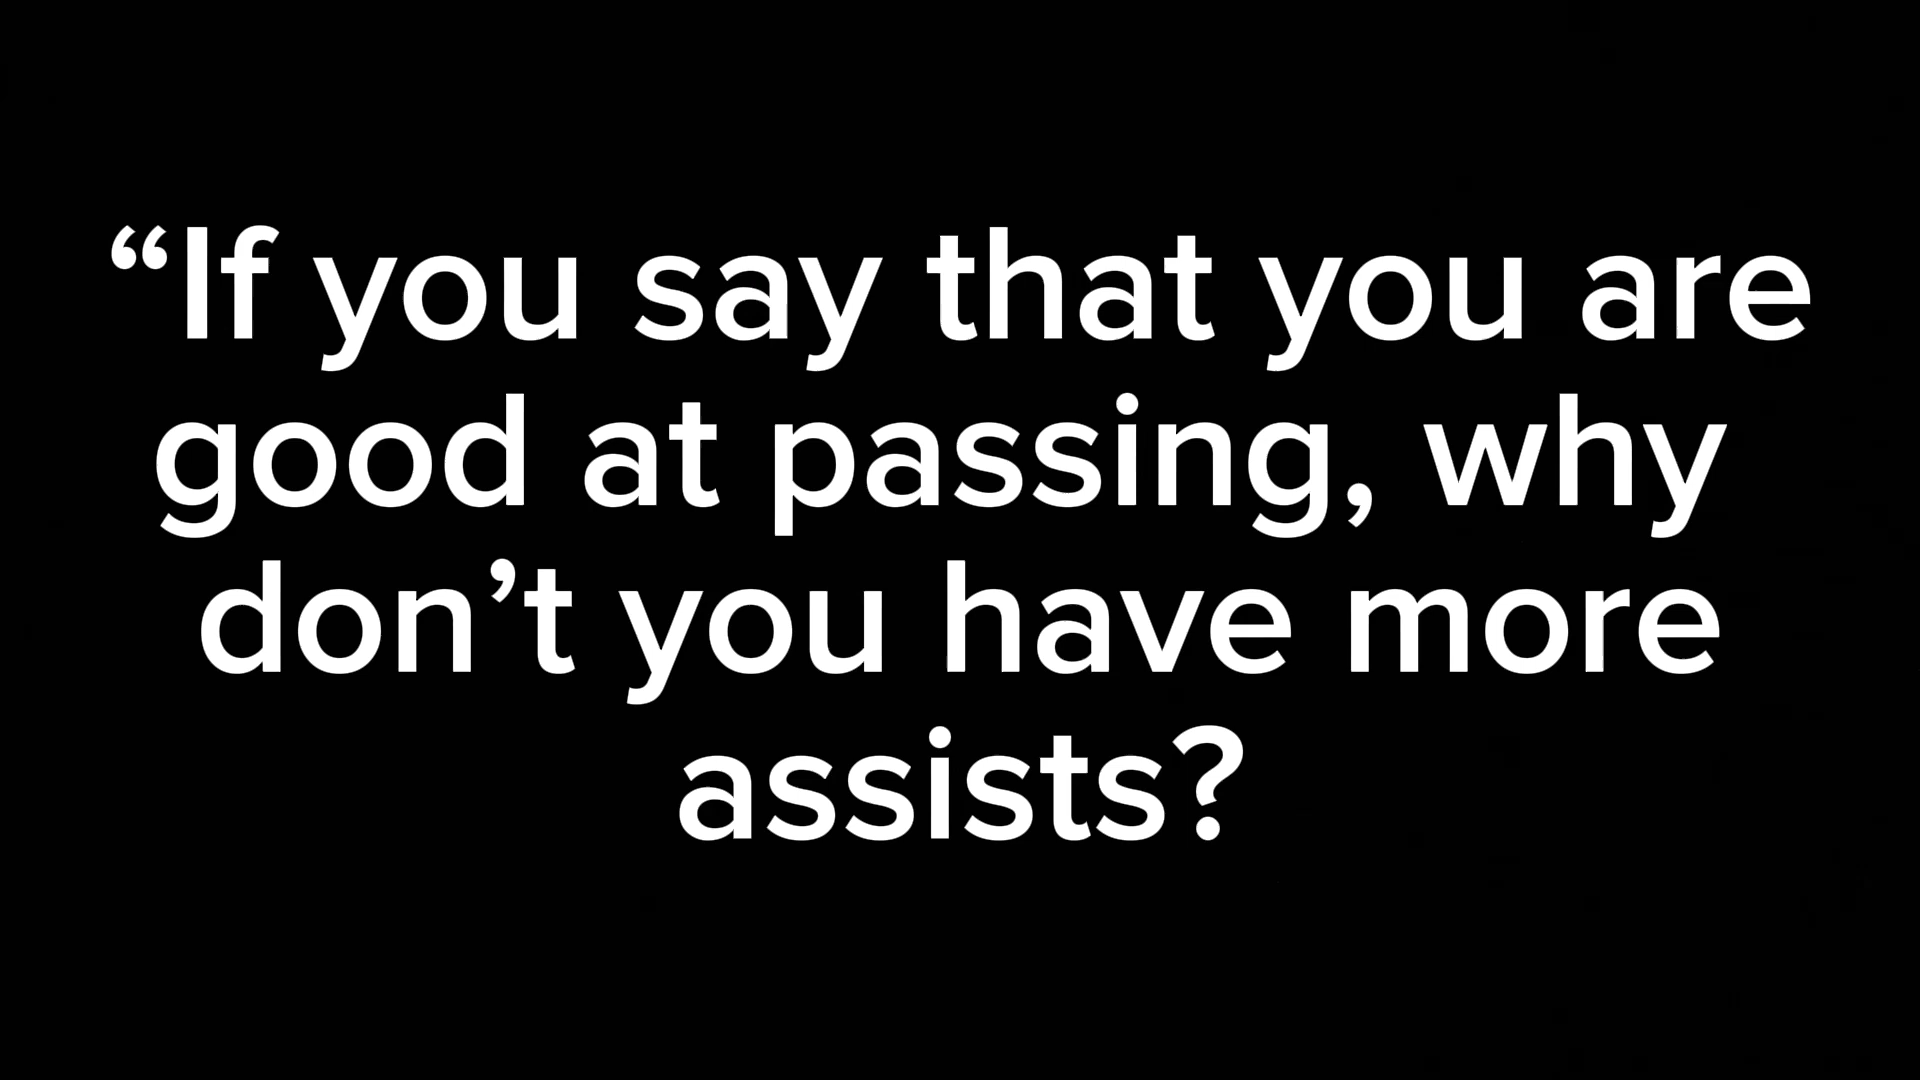 “If you say that you are
good at passing, why
don’t you have more
assists?